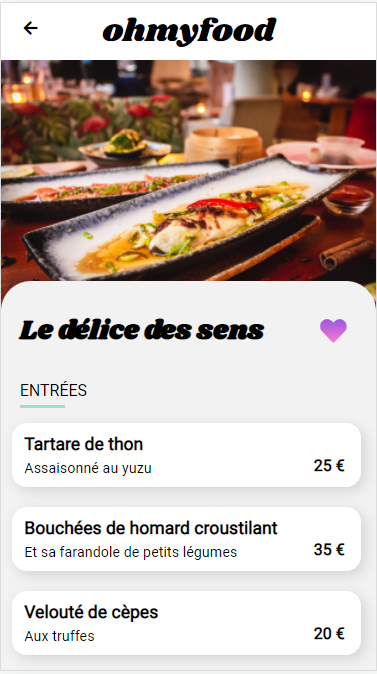 ohmyfood
Le délice des sens
ENTRÉES
Tartare de thon
Assaisonné au yuzu
25 €
Bouchées de homard croustilant
Et sa farandole de petits légumes
35 €
Velouté de cèpes
Aux truffes
20 €